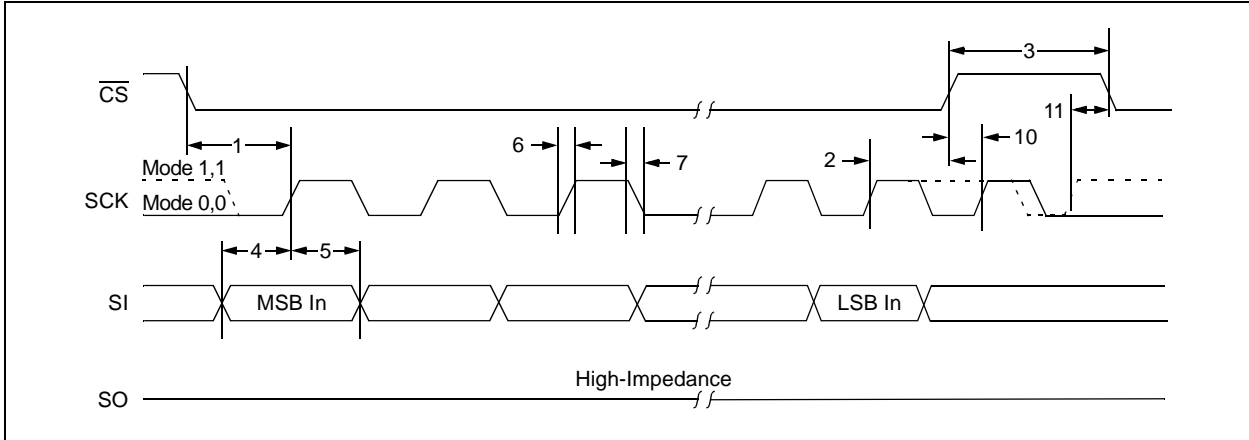 3
CS
11
1
6
7
2
10
Mode 1,1
SCK
Mode 0,0
4
5
SI
MSB In
LSB In
High-Impedance
SO